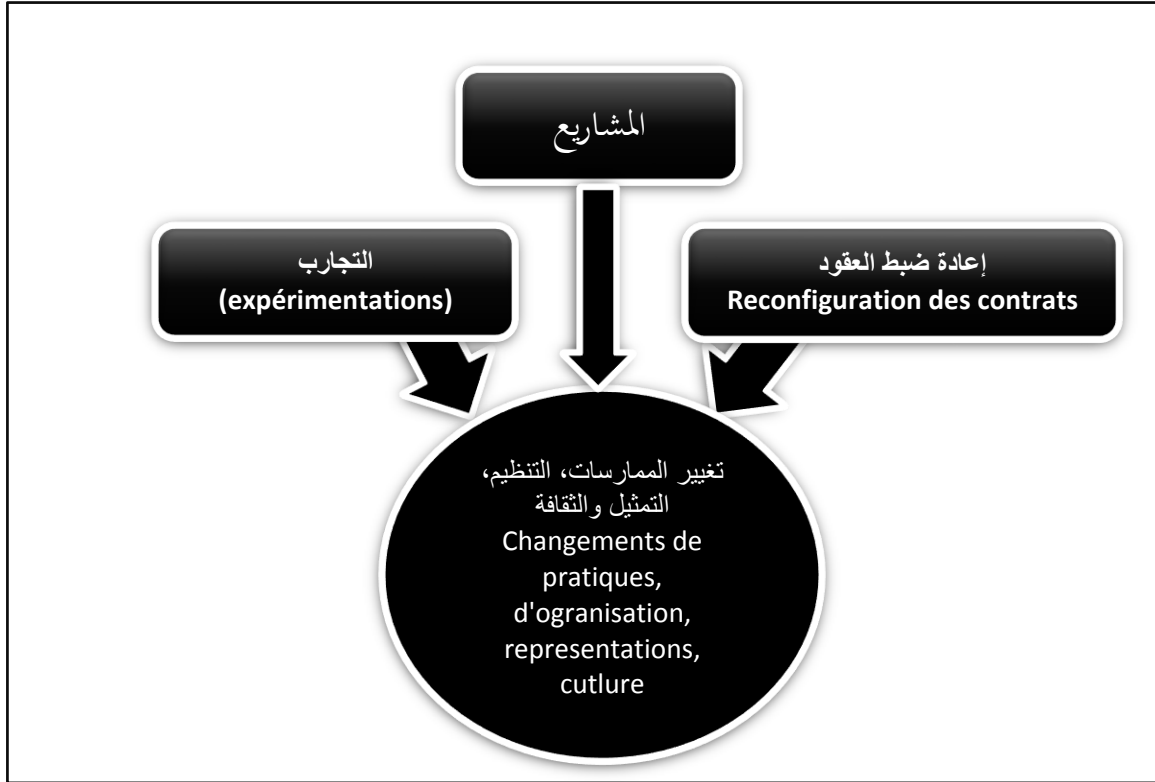 المشاريع
التجارب
(expérimentations)
إعادة ضبط العقود
Reconfiguration des contrats
تغيير الممارسات، التنظيم،
التمثيل والثقافة
Changements de
pratiques,
d'ogranisation,
representations,
cutlure